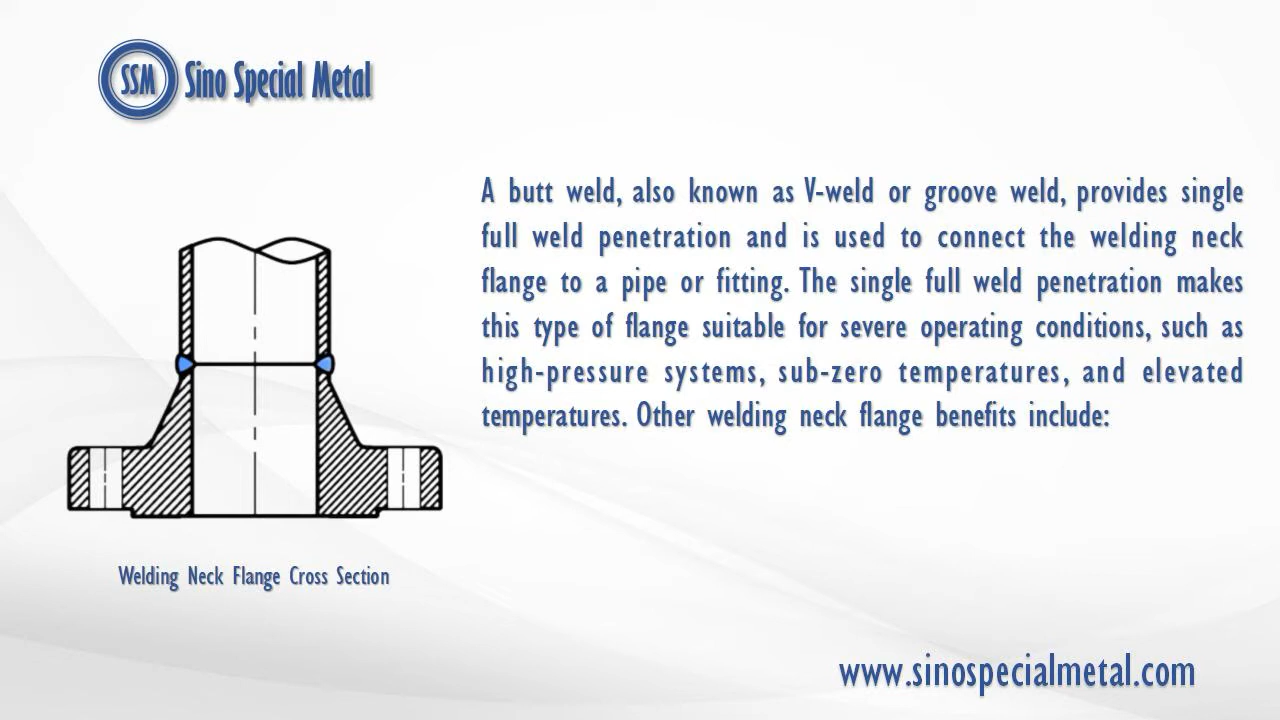 SSM Sino Special Metal
A butt weld, also known as V-weld or groove weld, provides single
full weld penetration and is used to connect the welding neck
flange to a pipe or fitting. The single full weld penetration makes
this type of flange suitable for severe operating conditions, such as
high-pressure systems, sub-zero temperatures, and elevated
temperatures. Other welding neck flange benefits include:
Welding Neck Flange Cross Section
www.sinospecialmetal.com